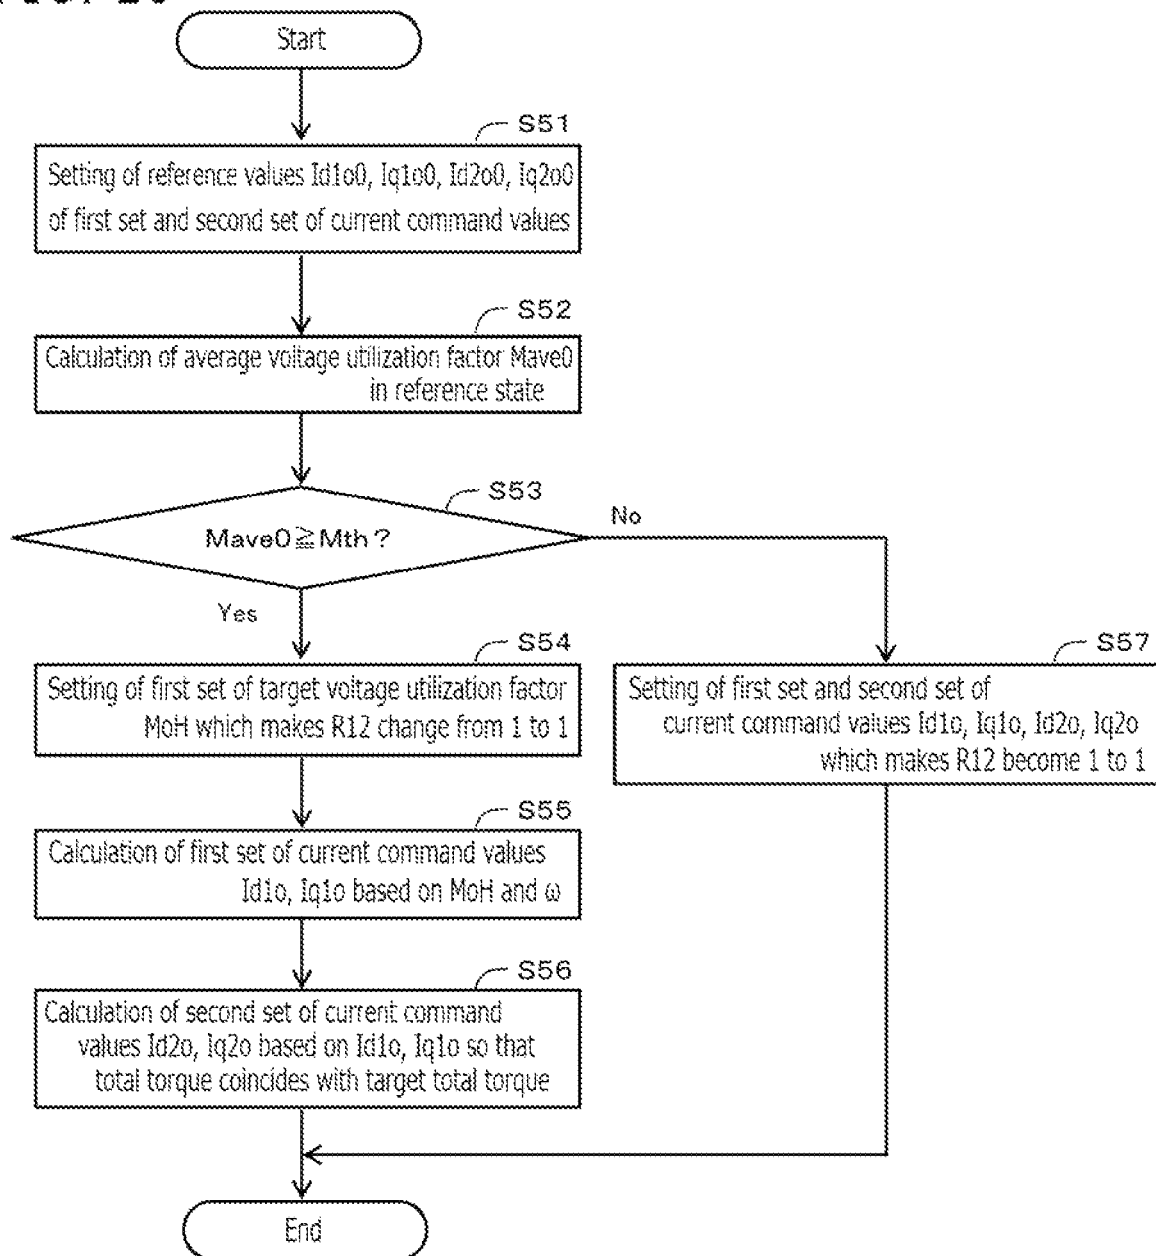 Start
S51
Setting of reference values Id1o0, Iq1o0, Id2o0, Iq2o0
of first set and second set of current command values
S52
Calculation of average voltage utilization factor Mave0
in reference state
S53
Mave0≧Mth?
No
Yes
S54
Setting of first set of target voltage utilization factor
MoH which makes R12 change from 1 to 1
S57
Setting of first set and second set of
current command values Id1o, Iq1o, Id2o, Iq2o
which makes R12 become 1 to 1
S55
Calculation of first set of current command values
Id1o, Iq1o based on MoH and ω
S56
Calculation of second set of current command
values Id2o, Iq2o based on Id1o, Iq1o so that
total torque coincides with target total torque
End